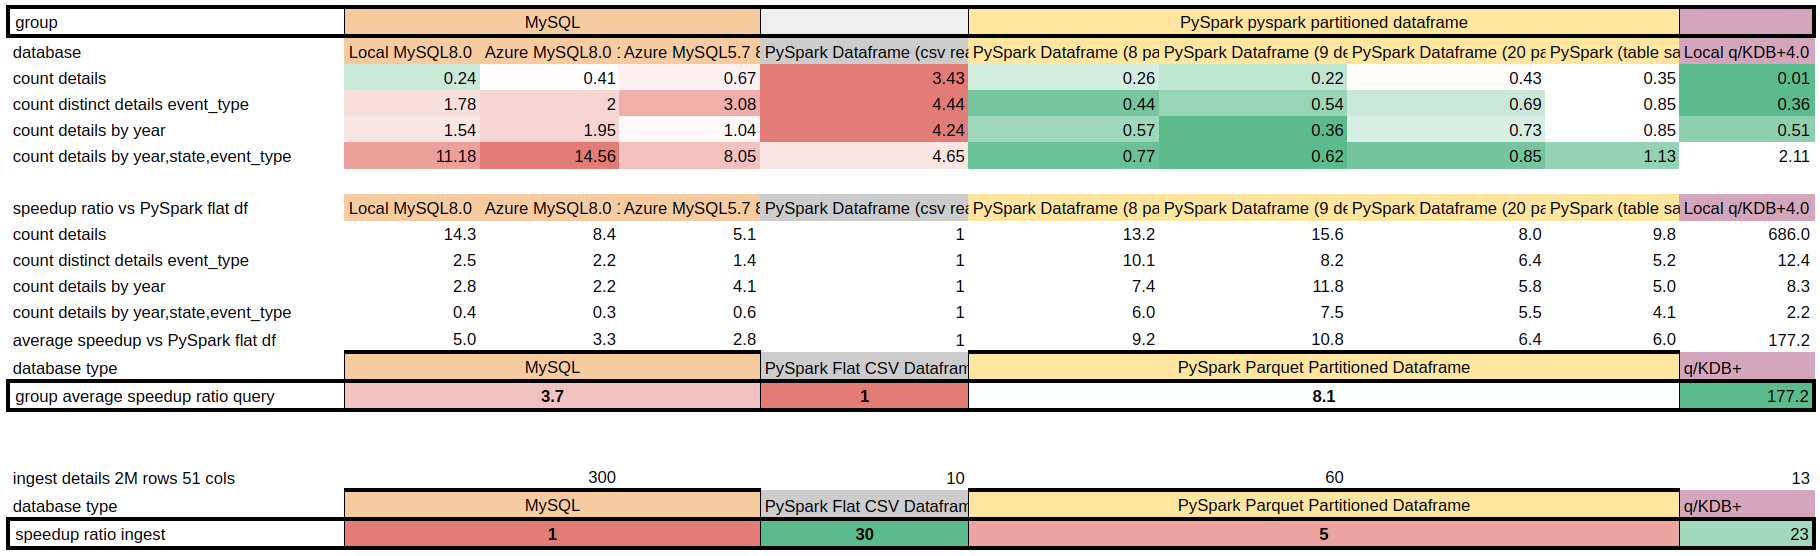 group MySQL PySpark pyspark partitioned dataframe
database Local MySQL8.0 Azure MySQL8.0 Azure MySQL5.7 8 PySpark Dataframe (csv rea PySpark Dataframe (8 pa PySpark Dataframe (9 de PySpark Dataframe (20 pa PySpark (table sa Local q/KDB+4.0
count details 0.24 0.41 0.67 3.43 0.26 0.22 0.43 0.35 0.01
count distinct details event_type 1.78 2 3.08 4.44 0.44 0.54 0.69 0.85 0.36
count details by year 1.54 1.95 1.04 4.24 0.57 0.36 0.73 0.85 0.51
count details by year,state,event_type 11.18 14.56 8.05 4.65 0.77 0.62 0.85 1.13 2.11
speedup ratio vs PySpark flat df Local MySQL8.0 Azure MySQL8.0 Azure MySQL5.7 8 PySpark Dataframe (csv rea PySpark Dataframe (8 pa PySpark Dataframe (9 de PySpark Dataframe (20 pa PySpark (table sa Local q/KDB+4.0
count details 14.3 8.4 5.1 1 13.2 15.6 8.0 9.8 686.0
count distinct details event_type 2.5 2.2 1.4 1 10.1 8.2 6.4 5.2 12.4
count details by year 2.8 2.2 4.1 1 7.4 11.8 5.8 5.0 8.3
count details by year,state,event_type 0.4 0.3 0.6 1 6.0 7.5 5.5 4.1 2.2
average speedup vs PySpark flat df 5.0 3.3 2.8 1 9.2 10.8 6.4 6.0 177.2
database type MySQL PySpark Flat CSV Datafram PySpark Parquet Partitioned Dataframe q/KDB+
group average speedup ratio query 3.7 1 8.1 177.2
ingest details 2M rows 51 cols 300 10 60 13
database type MySQL PySpark Flat CSV Datafram PySpark Parquet Partitioned Dataframe q/KDB+
speedup ratio ingest 1 30 5 23